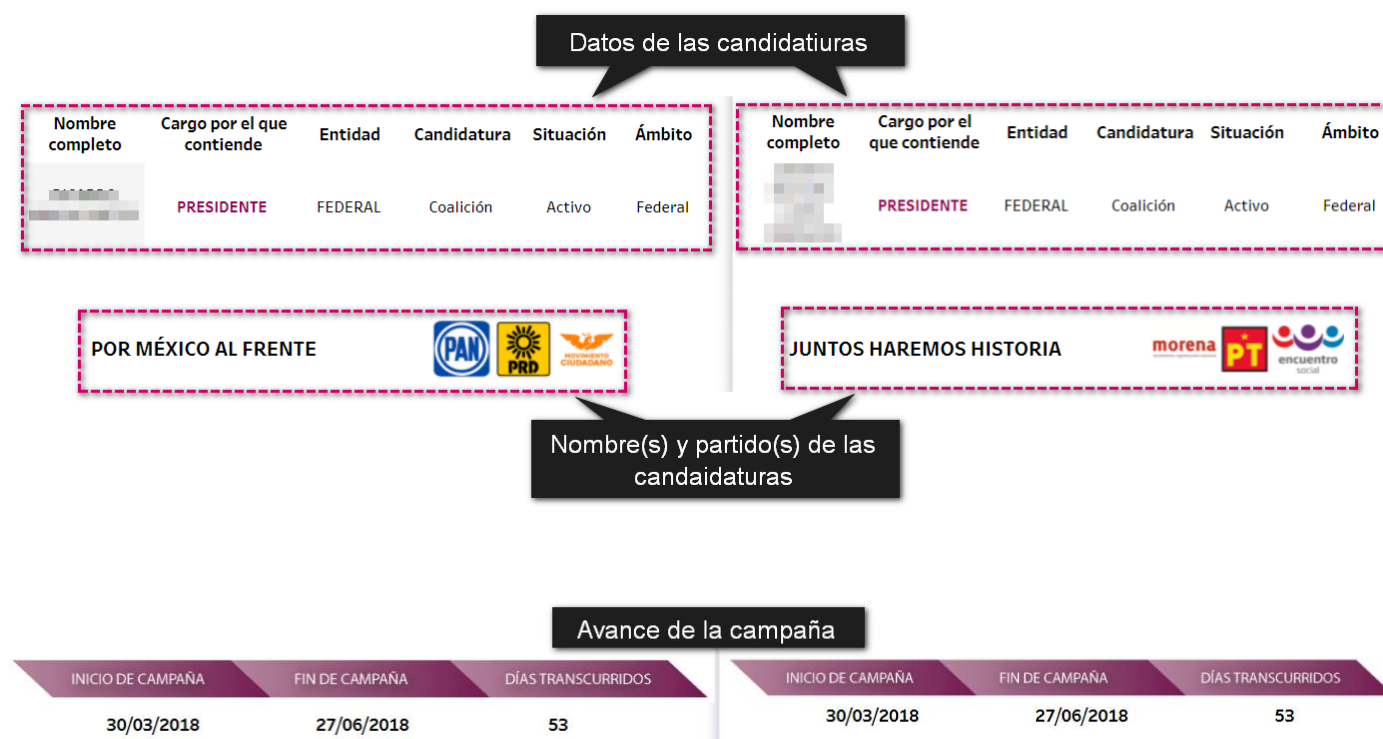 Datos de las candidatiuras
Nombre completo Cargo por el que contiende Entidad Candidatura Situación Ámbito
PRESIDENTE FEDERAL Coalición Activo Federal
Nombre completo Cargo por el que contiende Entidad Candidatura Situación Ámbito
PRESIDENTE FEDERAL Coalición Activo Federal
POR MÉXICO AL FRENTE PAN PRD MOVIMIENTO CIUDADANO
JUNTOS HAREMOS HISTORIA morena PT encuentro social
Nombre(s) y partido(s) de las
candaidaturas
Avance de la campaña
INICIO DE CAMPAÑA FIN DE CAMPAÑA DÍAS TRANSCURRIDOS
30/03/2018 27/06/2018 53
INICIO DE CAMPAÑA FIN DE CAMPAÑA DÍAS TRANSCURRIDOS
30/03/2018 27/06/2018 53